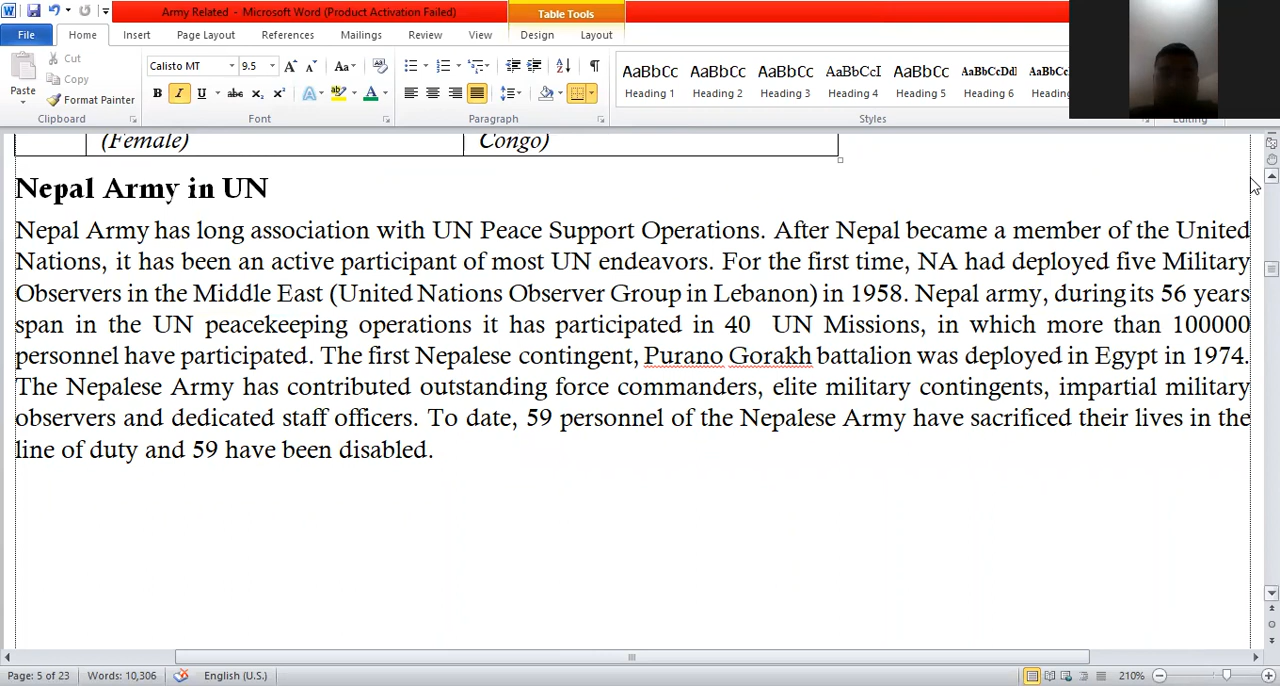 Army Related - Microsoft Word (Product Activation Failed)
Table Tools
File
Home
Insert
Page Layout
References
Mailings
Review
View
Design
Layout
Paste
Cut
Copy
Format Painter
Clipboard
Calisto MT
9.5
Font
Paragraph
AaBbCc
Heading 1
AaBbCc
Heading 2
AaBbCc
Heading 3
AaBbCcI
Heading 4
AaBbCc
Heading 5
AaBbCcDd
Heading 6
AaBbCc
Heading
Styles
Editing
(Female)
Congo)
Nepal Army in UN
Nepal Army has long association with UN Peace Support Operations. After Nepal became a member of the United
Nations, it has been an active participant of most UN endeavors. For the first time, NA had deployed five Military
Observers in the Middle East (United Nations Observer Group in Lebanon) in 1958. Nepal army, during its 56 years
span in the UN peacekeeping operations it has participated in 40 UN Missions, in which more than 100000
personnel have participated. The first Nepalese contingent, Purano Gorakh battalion was deployed in Egypt in 1974.
The Nepalese Army has contributed outstanding force commanders, elite military contingents, impartial military
observers and dedicated staff officers. To date, 59 personnel of the Nepalese Army have sacrificed their lives in the
line of duty and 59 have been disabled.
Page: 5 of 23
Words: 10,306
English (U.S.)
210%